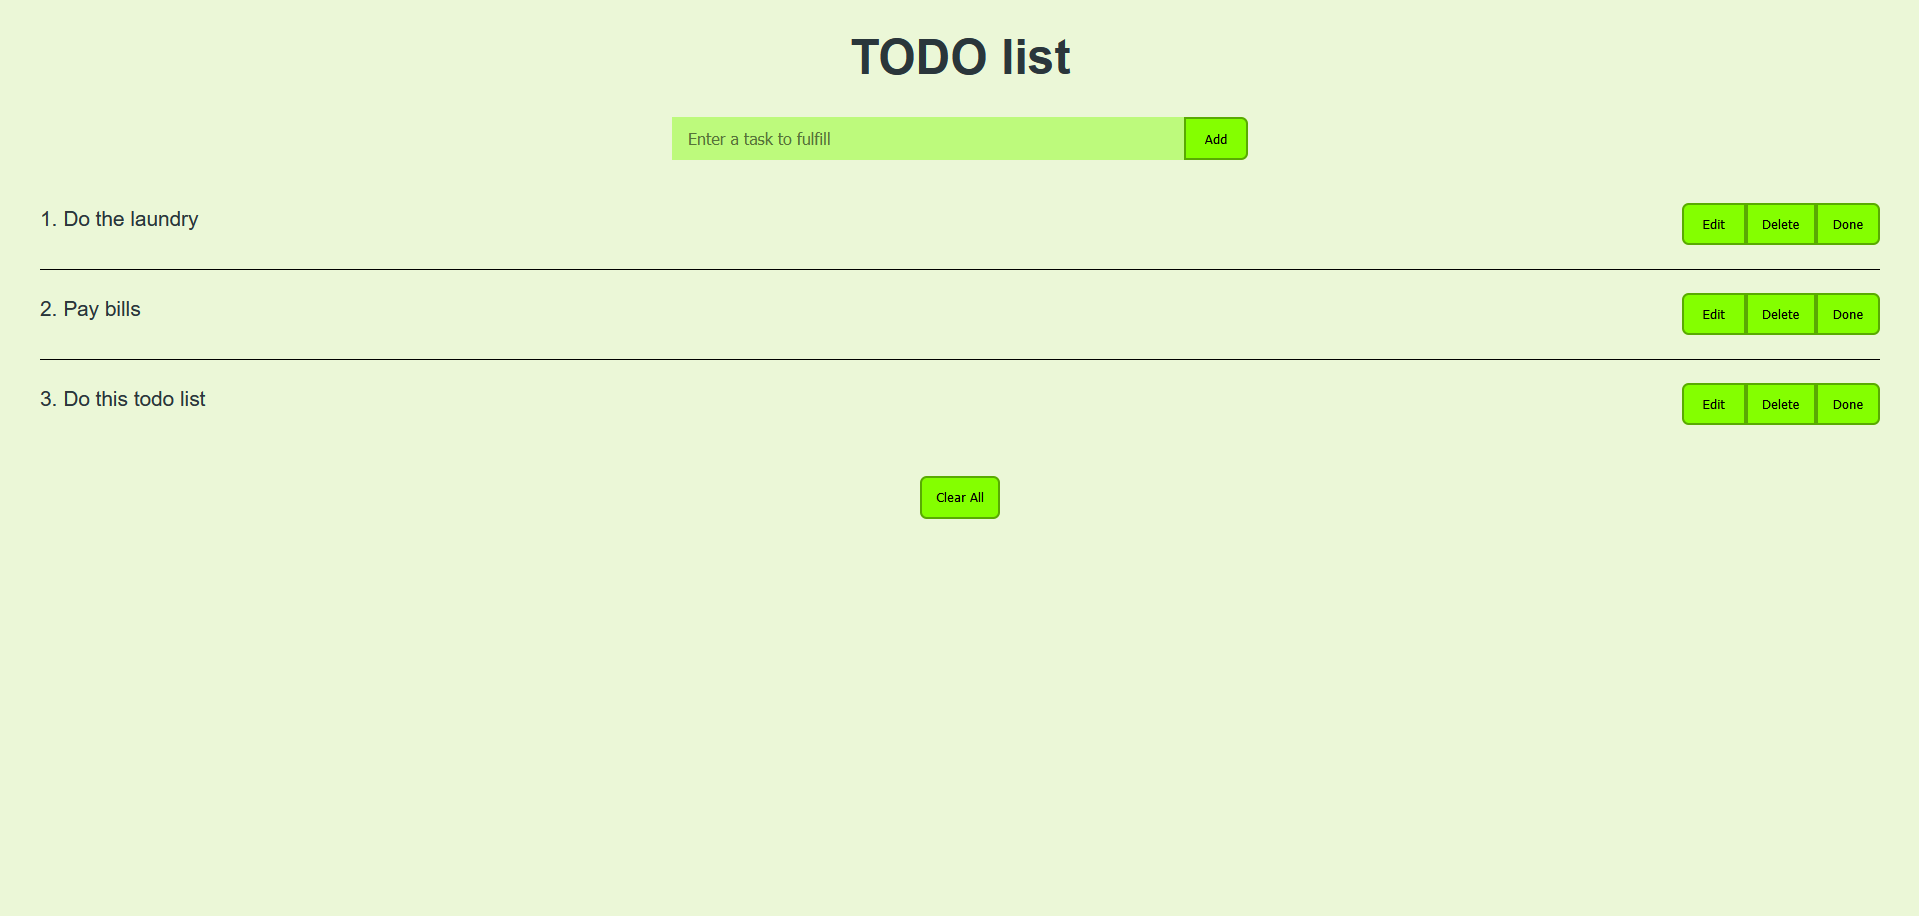 TODO list
Enter a task to fulfill Add
1. Do the laundry Edit Delete Done
2. Pay bills Edit Delete Done
3. Do this todo list Edit Delete Done
Clear All